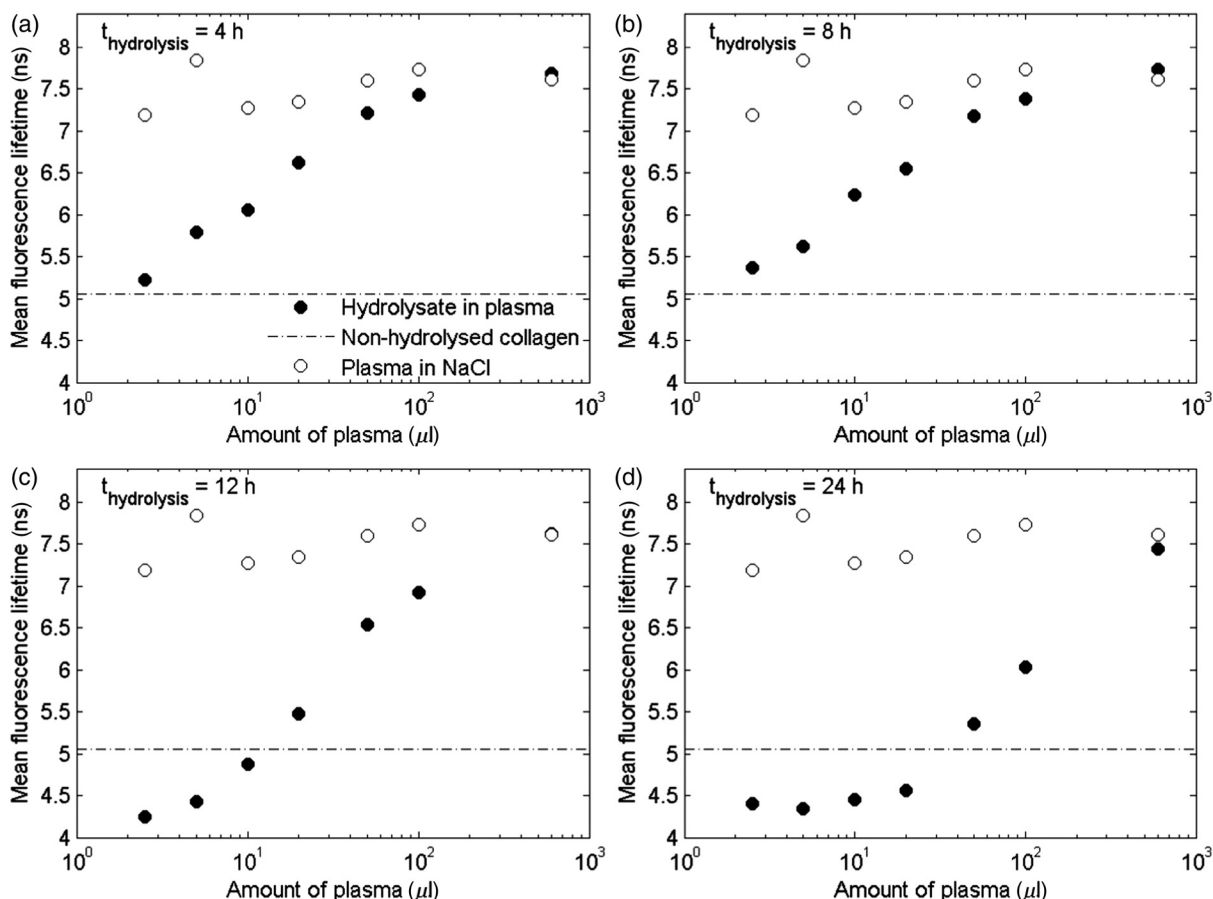 (a)
t hydrolysis = 4 h
Mean fluorescence lifetime (ns)
8
7.5
7
6.5
6
5.5
5
4.5
4
Hydrolysate in plasma
Non-hydrolysed collagen
Plasma in NaCl
10^0 10^1 10^2 10^3
Amount of plasma (μl)
(b)
t hydrolysis = 8 h
Mean fluorescence lifetime (ns)
8
7.5
7
6.5
6
5.5
5
4.5
4
10^0 10^1 10^2 10^3
Amount of plasma (μl)
(c)
t hydrolysis = 12 h
Mean fluorescence lifetime (ns)
8
7.5
7
6.5
6
5.5
5
4.5
4
10^0 10^1 10^2 10^3
Amount of plasma (μl)
(d)
t hydrolysis = 24 h
Mean fluorescence lifetime (ns)
8
7.5
7
6.5
6
5.5
5
4.5
4
10^0 10^1 10^2 10^3
Amount of plasma (μl)